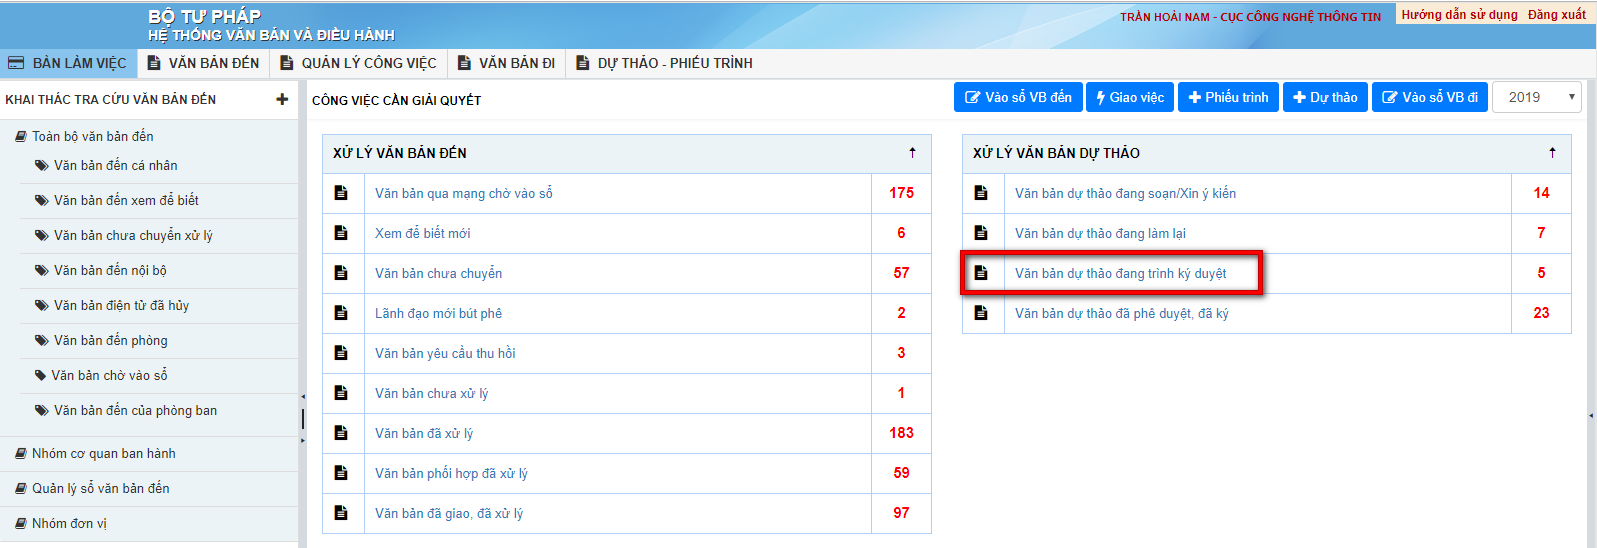 BỘ TƯ PHÁP
HỆ THỐNG VĂN BẢN VÀ ĐIỀU HÀNH
TRẦN HOÀI NAM - CỤC CÔNG NGHỆ THÔNG TIN
Hướng dẫn sử dụng Đăng xuất
BÀN LÀM VIỆC VĂN BẢN ĐẾN QUẢN LÝ CÔNG VIỆC VĂN BẢN ĐI DỰ THẢO - PHIẾU TRÌNH
KHAI THÁC TRA CỨU VĂN BẢN ĐẾN
Toàn bộ văn bản đến
Văn bản đến cá nhân
Văn bản đến xem để biết
Văn bản chưa chuyển xử lý
Văn bản đến nội bộ
Văn bản điện tử đã hủy
Văn bản đến phòng
Văn bản chờ vào sổ
Văn bản đến của phòng ban
Nhóm cơ quan ban hành
Quản lý sổ văn bản đến
Nhóm đơn vị
CÔNG VIỆC CẦN GIẢI QUYẾT
Vào sổ VB đến Giao việc Phiếu trình Dự thảo Vào sổ VB đi 2019
XỬ LÝ VĂN BẢN ĐẾN
Văn bản qua mạng chờ vào sổ 175
Xem để biết mới 6
Văn bản chưa chuyển 57
Lãnh đạo mới bút phê 2
Văn bản yêu cầu thu hồi 3
Văn bản chưa xử lý 1
Văn bản đã xử lý 183
Văn bản phối hợp đã xử lý 59
Văn bản đã giao, đã xử lý 97
XỬ LÝ VĂN BẢN DỰ THẢO
Văn bản dự thảo đang soạn/Xin ý kiến 14
Văn bản dự thảo đang làm lại 7
Văn bản dự thảo đang trình ký duyệt 5
Văn bản dự thảo đã phê duyệt, đã ký 23